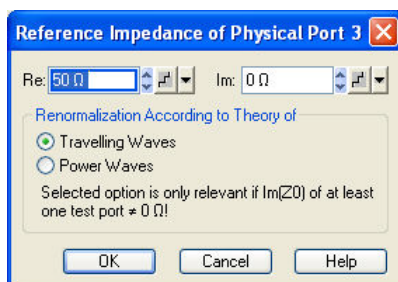 Reference Impedance of Physical Port 3
Re: 50 Ω Im: 0 Ω
Renormalization According to Theory of
Travelling Waves
Power Waves
Selected option is only relevant if Im(Z0) of at least
one test port ≠ 0 Ω!
OK Cancel Help